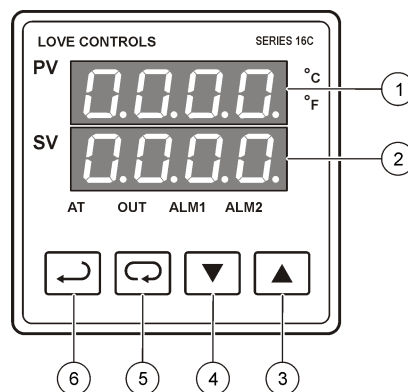 LOVE CONTROLS SERIES 16C
PV 0.0.0.0. °C
°F
1
SV 0.0.0.0.
2
AT OUT ALM1 ALM2
6 5 4 3